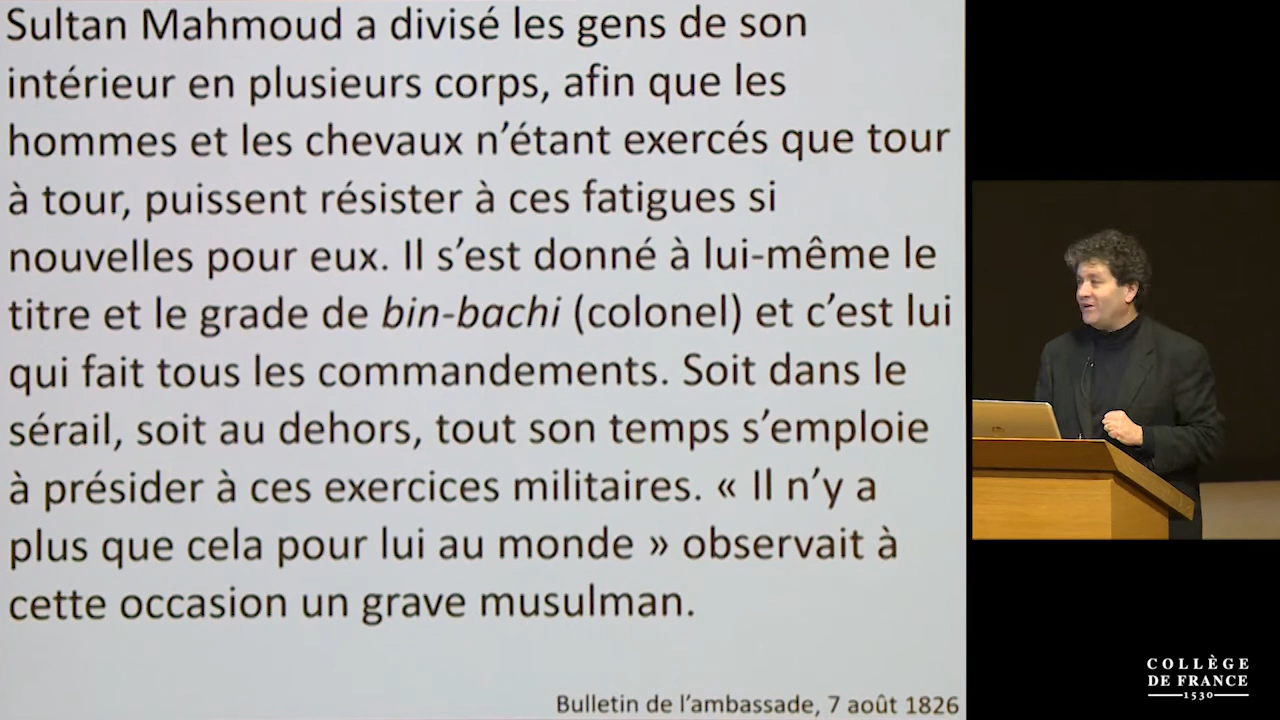 Sultan Mahmoud a divisé les gens de son
intérieur en plusieurs corps, afin que les
hommes et les chevaux n’étant exercés que tour
à tour, puissent résister à ces fatigues si
nouvelles pour eux. Il s’est donné à lui-même le
titre et le grade de bin-bachi (colonel) et c’est lui
qui fait tous les commandements. Soit dans le
sérail, soit au dehors, tout son temps s’emploie
à présider à ces exercices militaires. « Il n’y a
plus que cela pour lui au monde » observait à
cette occasion un grave musulman.
Bulletin de l’ambassade, 7 août 1826
COLLÈGE
DE FRANCE
1530